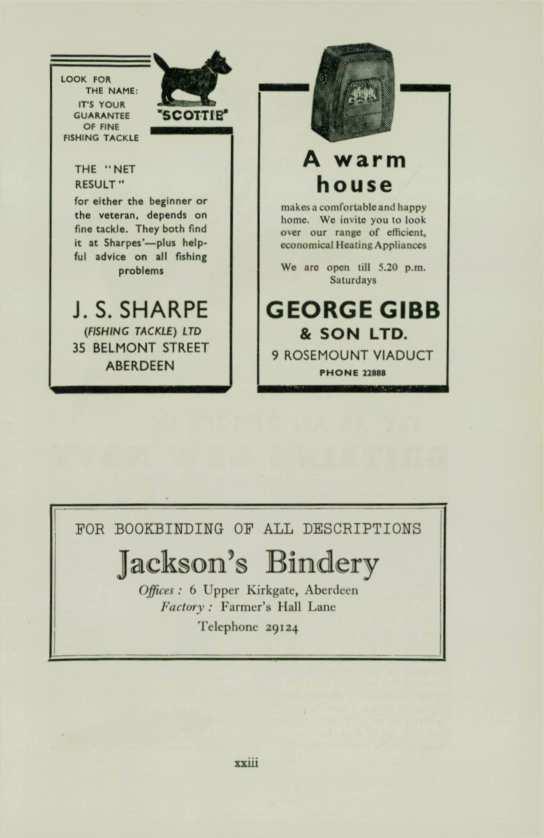 LOOK FOR
THE NAME:
IT'S YOUR
GUARANTEE
OF FINE
FISHING TACKLE
"SCOTTIE"
THE "NET
RESULT"
for either the beginner or
the veteran, depends on
fine tackle. They both find
it at Sharpes'—plus help-
ful advice on all fishing
problems
J. S. SHARPE
(FISHING TACKLE) LTD
35 BELMONT STREET
ABERDEEN
A warm
house
makes a comfortable and happy
home. We invite you to look
over our range of efficient,
economical Heating Appliances
We are open till 5.20 p.m.
Saturdays
GEORGE GIBB
& SON LTD.
9 ROSEMOUNT VIADUCT
PHONE 22888
FOR BOOKBINDING OF ALL DESCRIPTIONS
Jackson's Bindery
Offices : 6 Upper Kirkgate, Aberdeen
Factory : Farmer's Hall Lane
Telephone 29124
xxiii